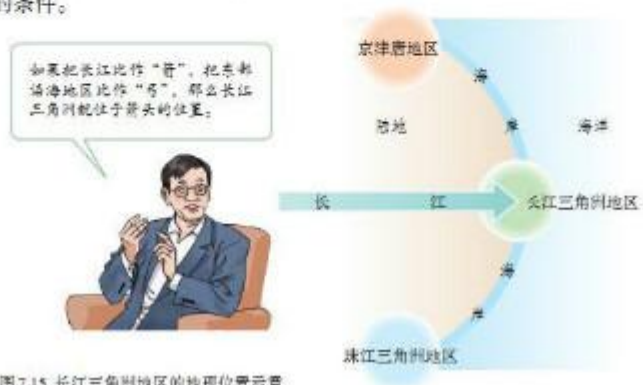 的条件。
如果把长江比作“箭”，把东部
沿海地区比作“弓”，那么长江
三角洲就位于箭头的位置。
京津唐地区
海
岸
陆地
海洋
长 江
长江三角洲地区
海
岸
珠江三角洲地区
图7.15 长江三角洲地区的地理位置示意